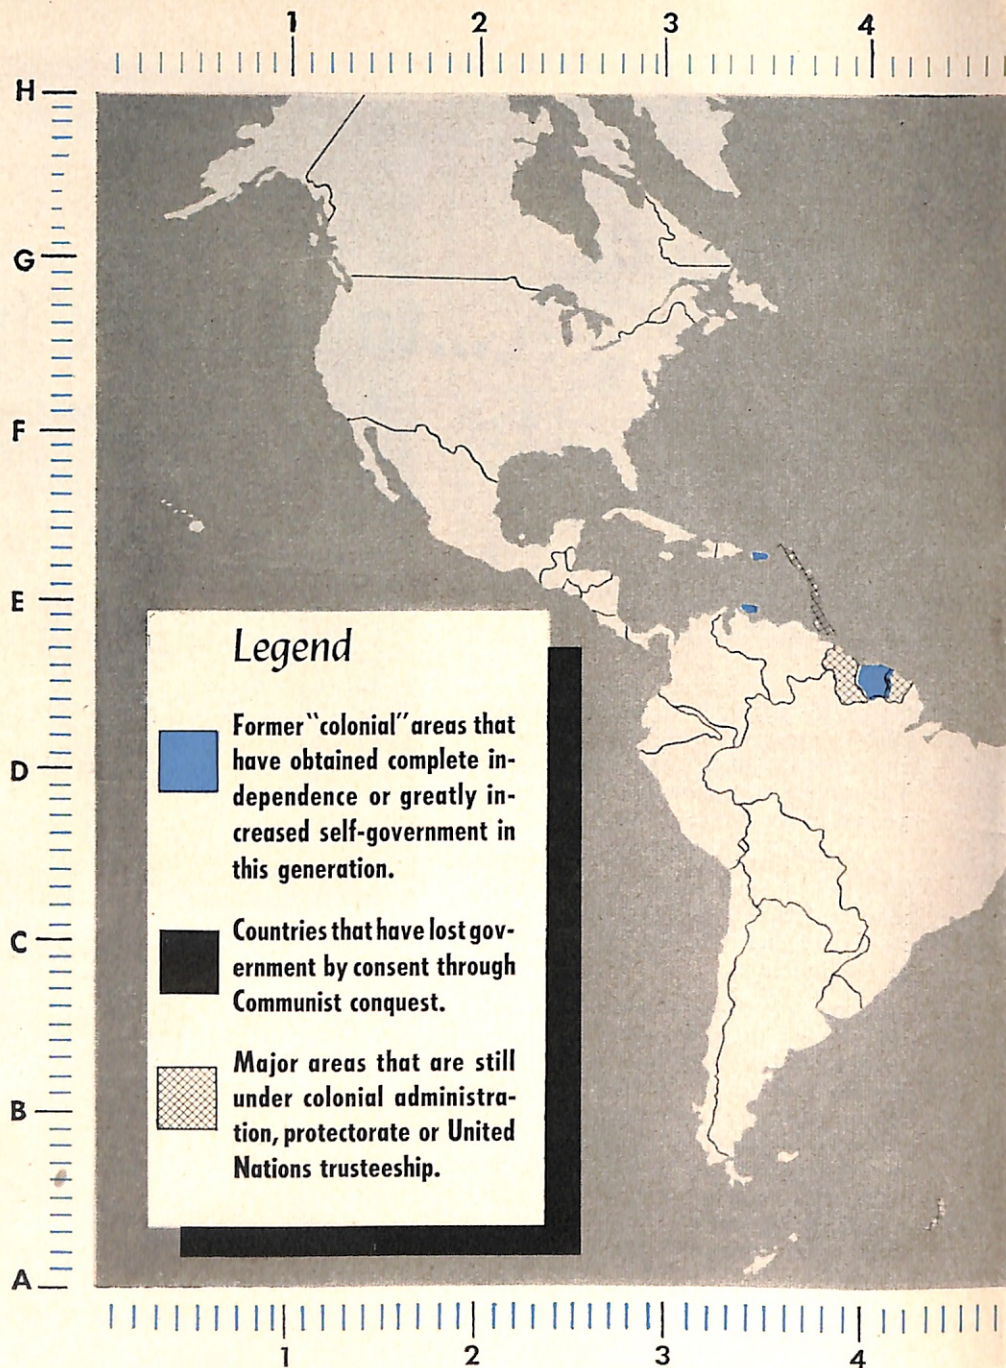 1 2 3 4
H
G
F
E
D
C
B
A
Legend
Former "colonial" areas that
have obtained complete in-
dependence or greatly in-
creased self-government in
this generation.
Countries that have lost gov-
ernment by consent through
Communist conquest.
Major areas that are still
under colonial administra-
tion, protectorate or United
Nations trusteeship.
1 2 3 4